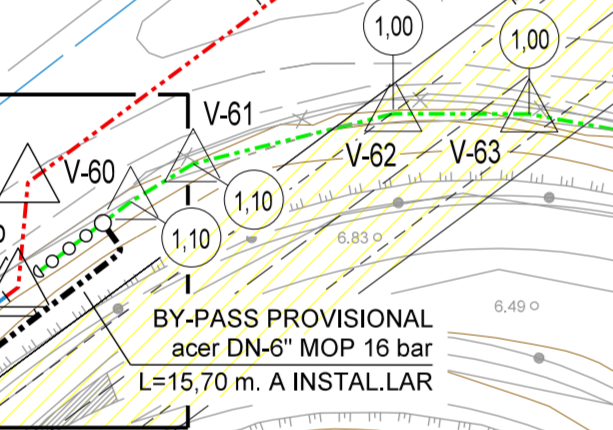 1,00
1,00
V-61
V-62
V-63
V-60
1,10
1,10
6.83
6.49
BY-PASS PROVISIONAL
acer DN-6" MOP 16 bar
L=15,70 m. A INSTAL.LAR